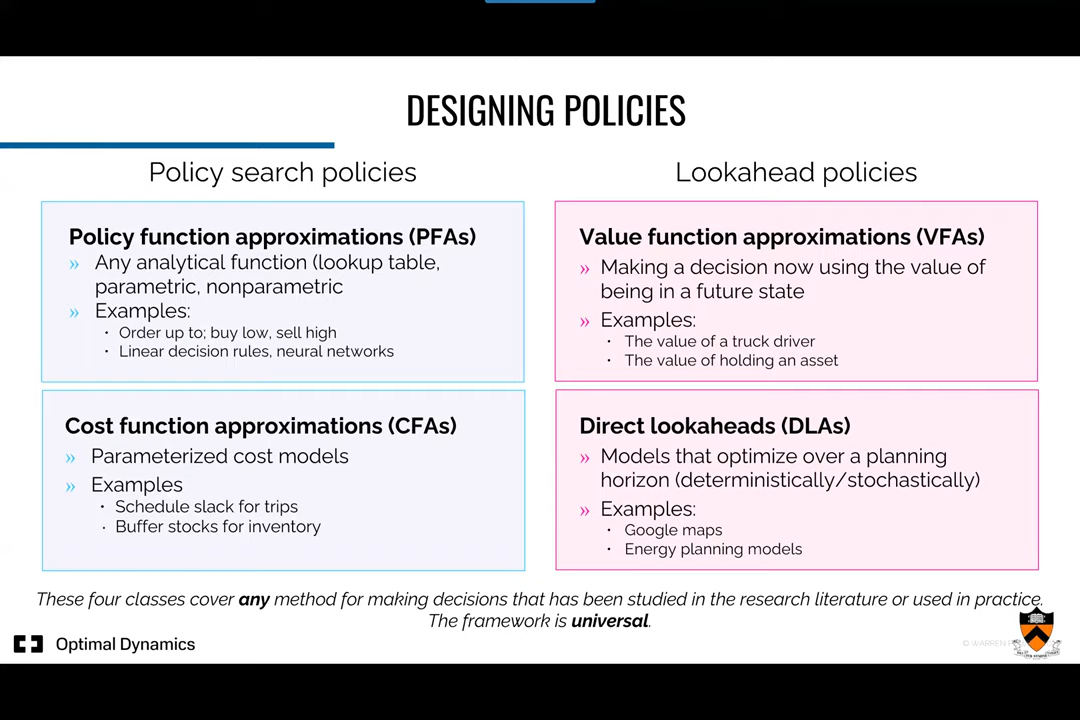 DESIGNING POLICIES
Policy search policies
Policy function approximations (PFAs)
» Any analytical function (lookup table,
parametric, nonparametric
» Examples:
· Order up to; buy low, sell high
· Linear decision rules, neural networks
Cost function approximations (CFAs)
» Parameterized cost models
» Examples
· Schedule slack for trips
· Buffer stocks for inventory
Lookahead policies
Value function approximations (VFAs)
» Making a decision now using the value of
being in a future state
» Examples:
· The value of a truck driver
· The value of holding an asset
Direct lookaheads (DLAs)
» Models that optimize over a planning
horizon (deterministically/stochastically)
» Examples:
· Google maps
· Energy planning models
These four classes cover any method for making decisions that has been studied in the research literature or used in practice.
The framework is universal.
Optimal Dynamics
© WARREN